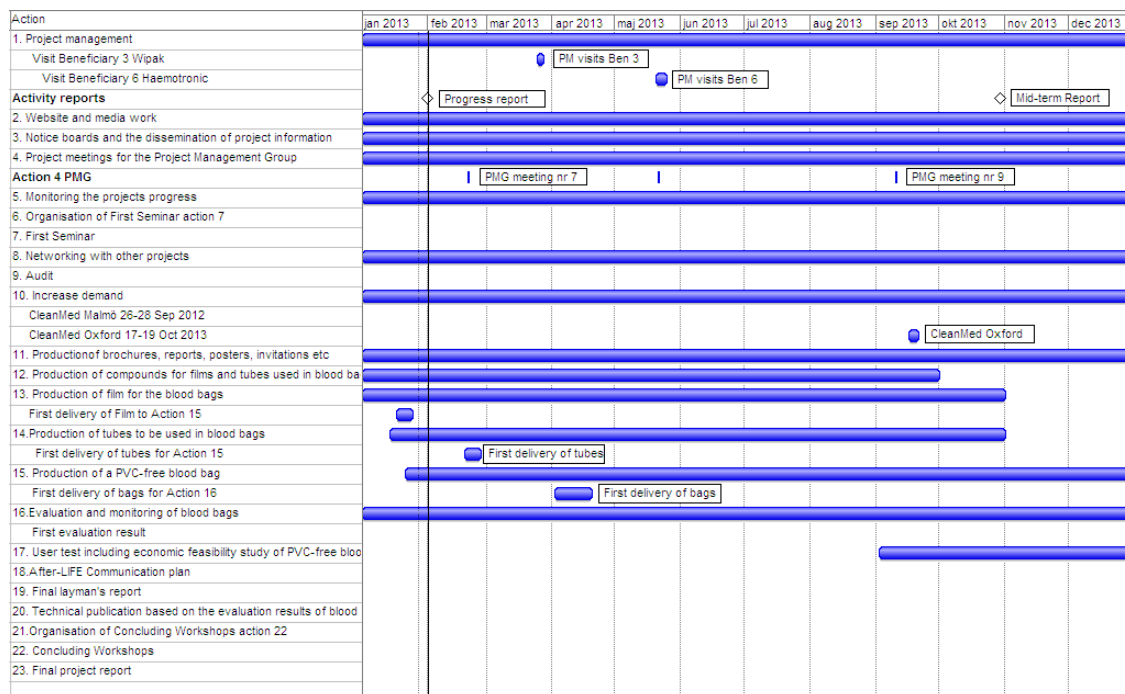 Action
jan 2013 feb 2013 mar 2013 apr 2013 maj 2013 jun 2013 jul 2013 aug 2013 sep 2013 okt 2013 nov 2013 dec 2013
1. Project management
Visit Beneficiary 3 Wipak PM visits Ben 3
Visit Beneficiary 6 Haemotronic PM visits Ben 6
Activity reports Progress report Mid-term Report
2. Website and media work
3. Notice boards and the dissemination of project information
4. Project meetings for the Project Management Group
Action 4 PMG PMG meeting nr 7 PMG meeting nr 9
5. Monitoring the projects progress
6. Organisation of First Seminar action 7
7. First Seminar
8. Networking with other projects
9. Audit
10. Increase demand
CleanMed Malmö 26-28 Sep 2012
CleanMed Oxford 17-19 Oct 2013 CleanMed Oxford
11. Productionof brochures, reports, posters, invitations etc
12. Production of compounds for films and tubes used in blood ba
13. Production of film for the blood bags
First delivery of Film to Action 15
14.Production of tubes to be used in blood bags
First delivery of tubes for Action 15 First delivery of tubes
15. Production of a PVC-free blood bag
First delivery of bags for Action 16 First delivery of bags
16.Evaluation and monitoring of blood bags
First evaluation result
17. User test including economic feasibility study of PVC-free bloo
18.After-LIFE Communication plan
19. Final layman's report
20. Technical publication based on the evaluation results of blood
21.Organisation of Concluding Workshops action 22
22. Concluding Workshops
23. Final project report